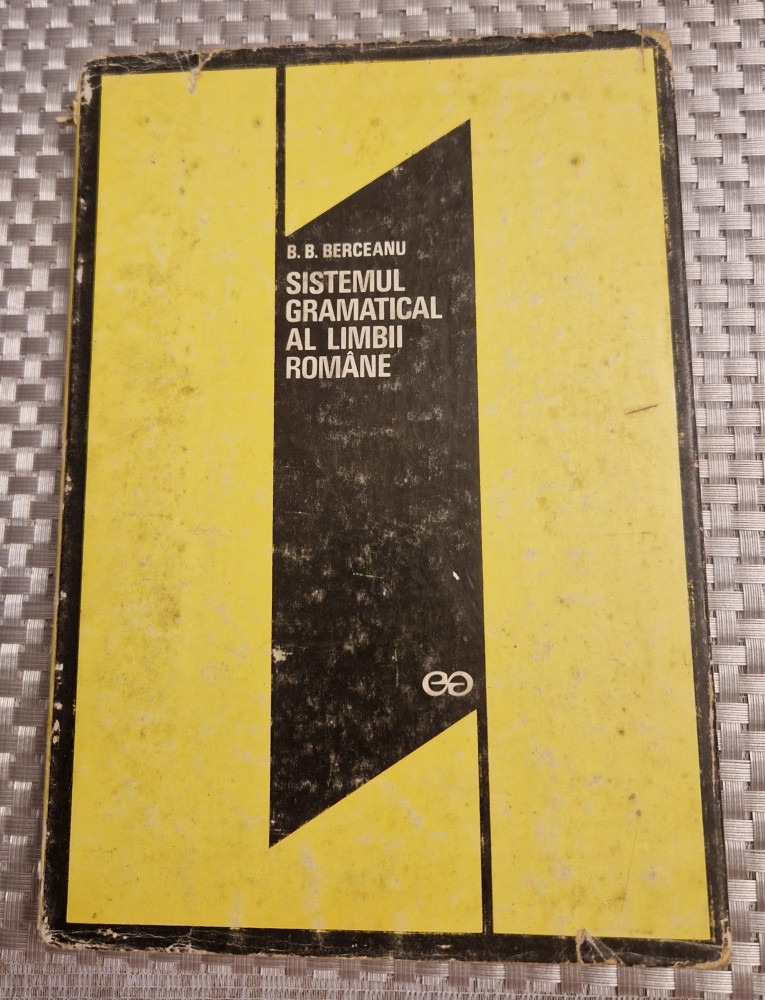 B. B. BERCEANU
SISTEMUL
GRAMATICAL
AL LIMBII
ROMÂNE